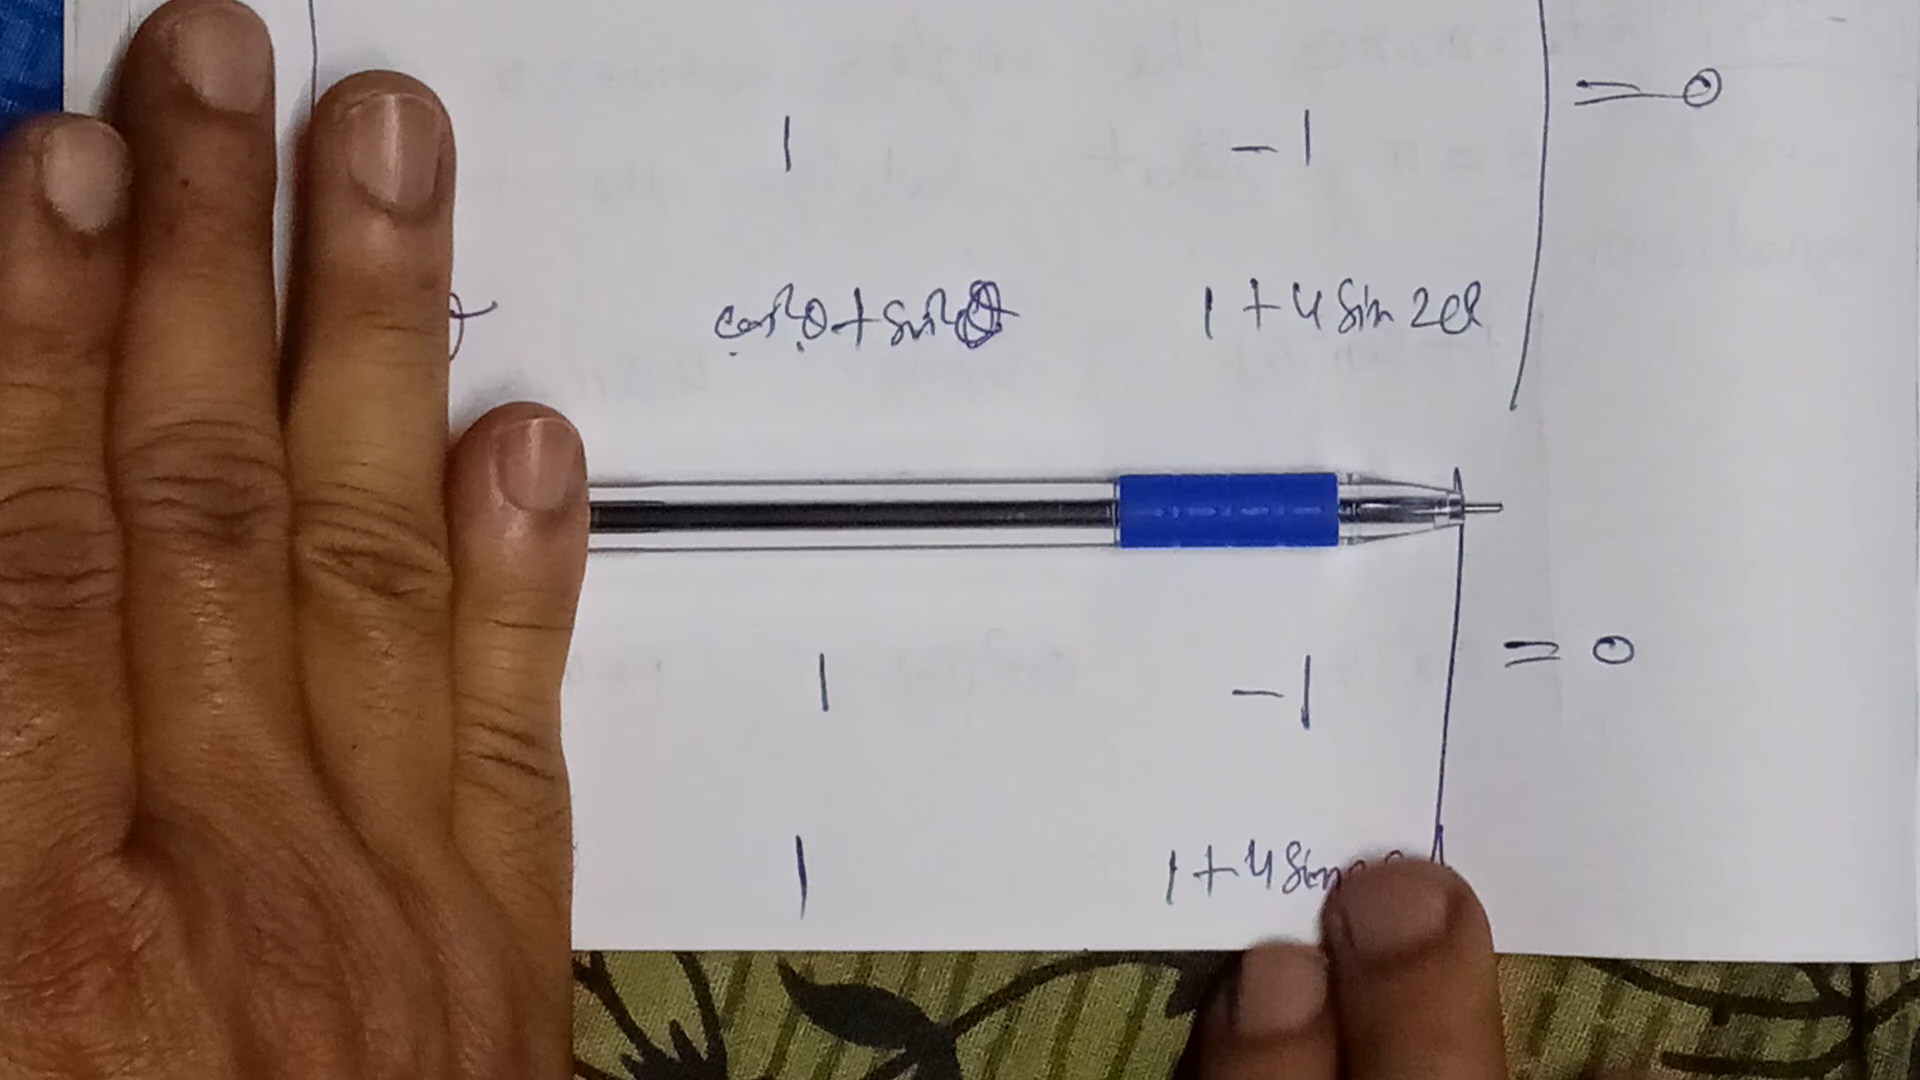 = 0
1 -1
cos²θ + sin²θ 1 + 4 sin 2θ
1 -1 = 0
1 1 + 4 sin